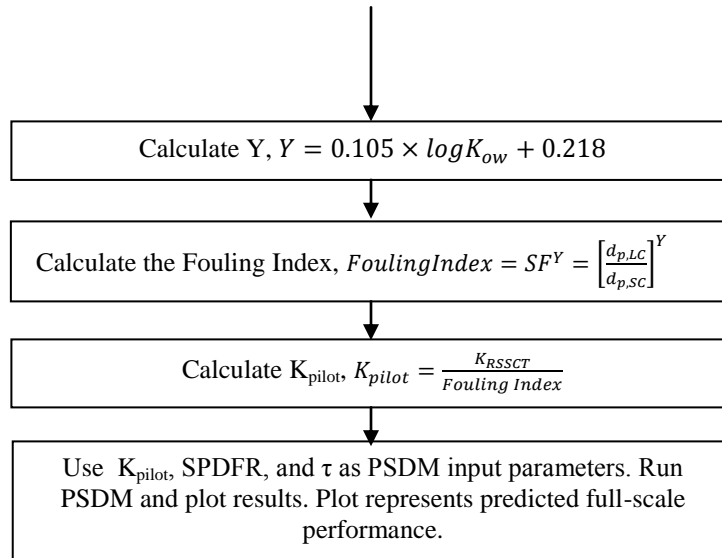 Calculate Y, Y = 0.105 × logK_ow + 0.218
Calculate the Fouling Index, FoulingIndex = SF^Y = [d_p,LC / d_p,SC]^Y
Calculate K_pilot, K_pilot = K_RSSCT / Fouling Index
Use K_pilot, SPDFR, and τ as PSDM input parameters. Run
PSDM and plot results. Plot represents predicted full-scale
performance.